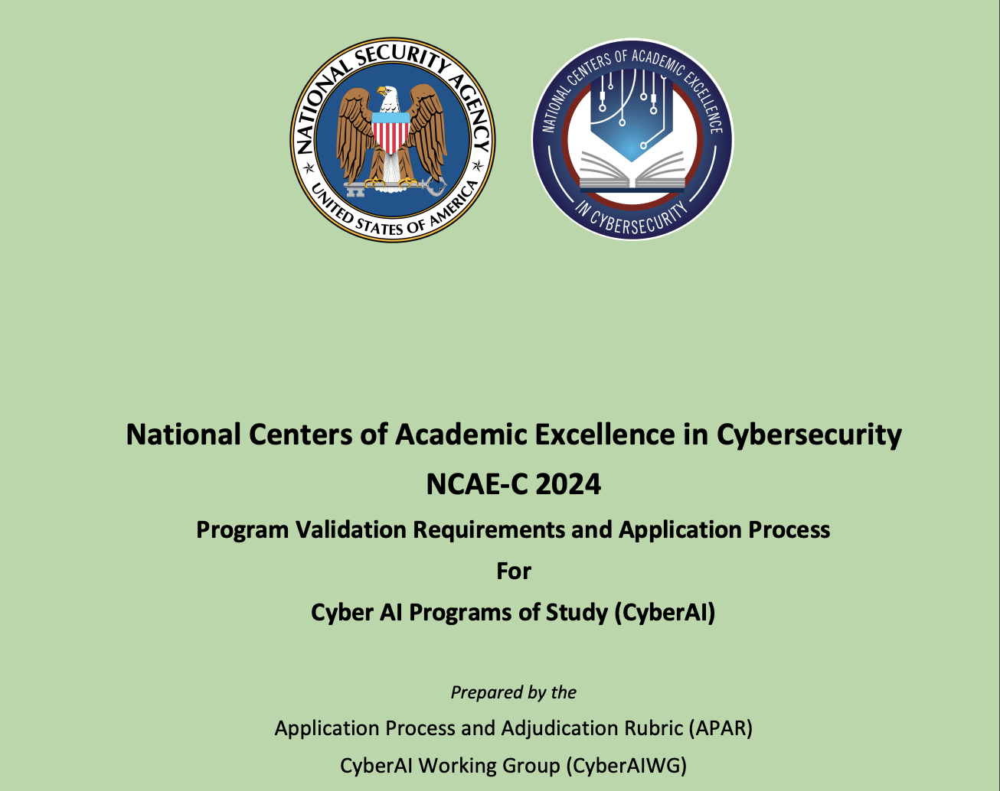 NATIONAL SECURITY AGENCY
UNITED STATES OF AMERICA
NATIONAL CENTERS OF ACADEMIC EXCELLENCE
IN CYBERSECURITY
National Centers of Academic Excellence in Cybersecurity
NCAE-C 2024
Program Validation Requirements and Application Process
For
Cyber AI Programs of Study (CyberAI)
Prepared by the
Application Process and Adjudication Rubric (APAR)
CyberAI Working Group (CyberAIWG)